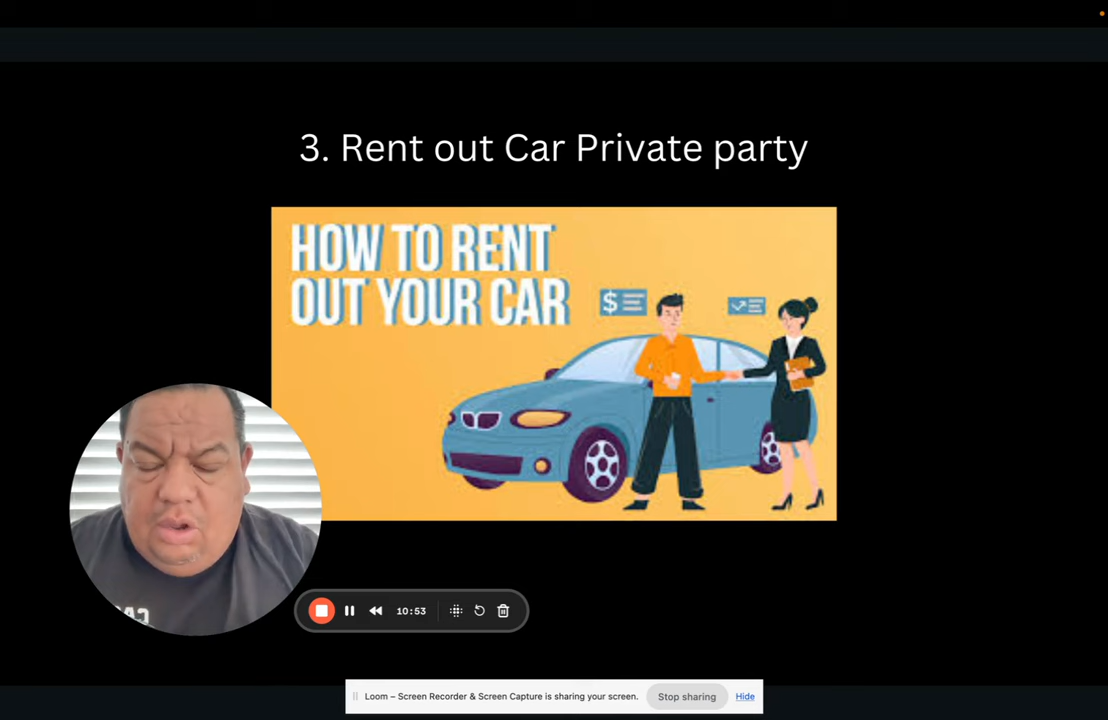 3. Rent out Car Private party
HOW TO RENT
OUT YOUR CAR
$
10:53
Loom – Screen Recorder & Screen Capture is sharing your screen.
Stop sharing
Hide